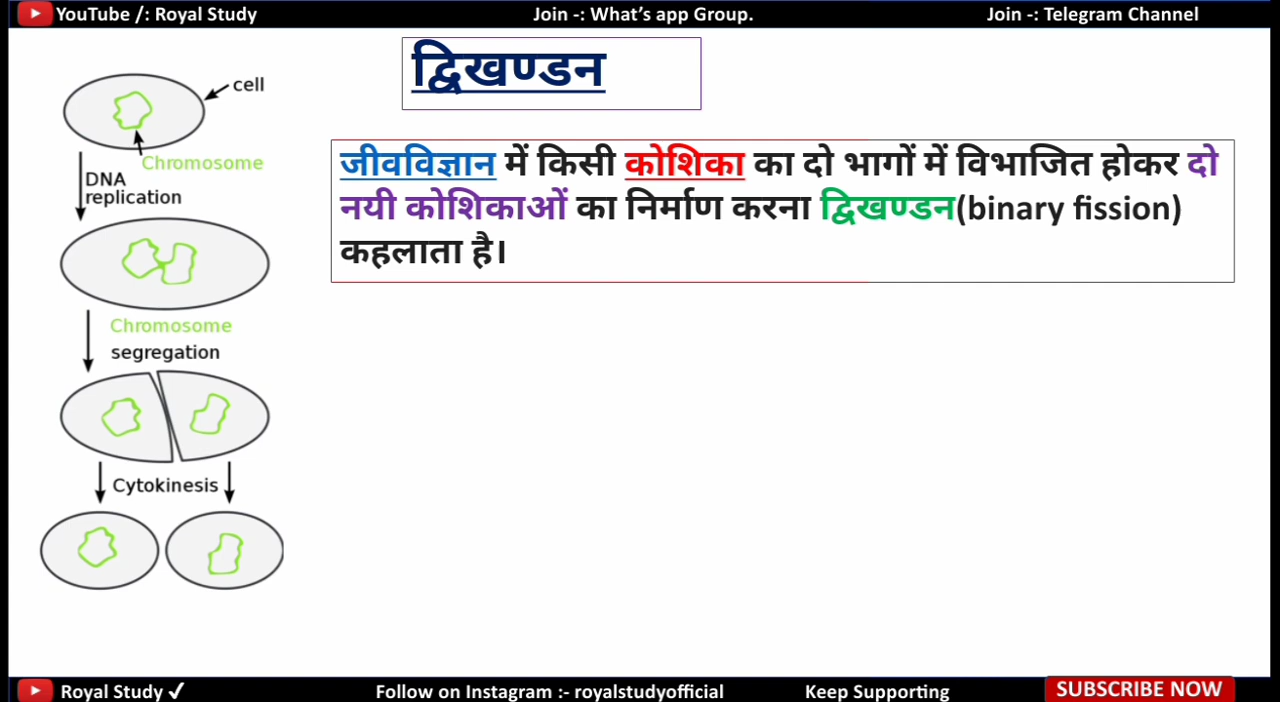 YouTube /: Royal Study
Join -: What's app Group.
Join -: Telegram Channel
द्विखण्डन
cell
Chromosome
DNA
replication
Chromosome
segregation
Cytokinesis
जीवविज्ञान में किसी कोशिका का दो भागों में विभाजित होकर दो
नयी कोशिकाओं का निर्माण करना द्विखण्डन(binary fission)
कहलाता है।
Royal Study ✓
Follow on Instagram :- royalstudyofficial
Keep Supporting
SUBSCRIBE NOW